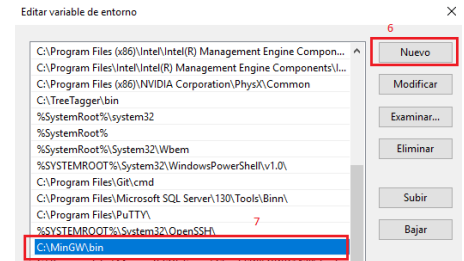 Editar variable de entorno
6
C:\Program Files (x86)\Intel\Intel(R) Management Engine Compon...
Nuevo
C:\Program Files\Intel\Intel(R) Management Engine Components\I...
C:\Program Files (x86)\NVIDIA Corporation\PhysX\Common
Modificar
C:\TreeTagger\bin
%SystemRoot%\system32
Examinar...
%SystemRoot%
%SystemRoot%\System32\Wbem
Eliminar
%SYSTEMROOT%\System32\WindowsPowerShell\v1.0\
C:\Program Files\Git\cmd
C:\Program Files\Microsoft SQL Server\130\Tools\Binn\
Subir
C:\Program Files\PuTTY\
7
%SYSTEMROOT%\System32\OpenSSH\
Bajar
C:\MinGW\bin